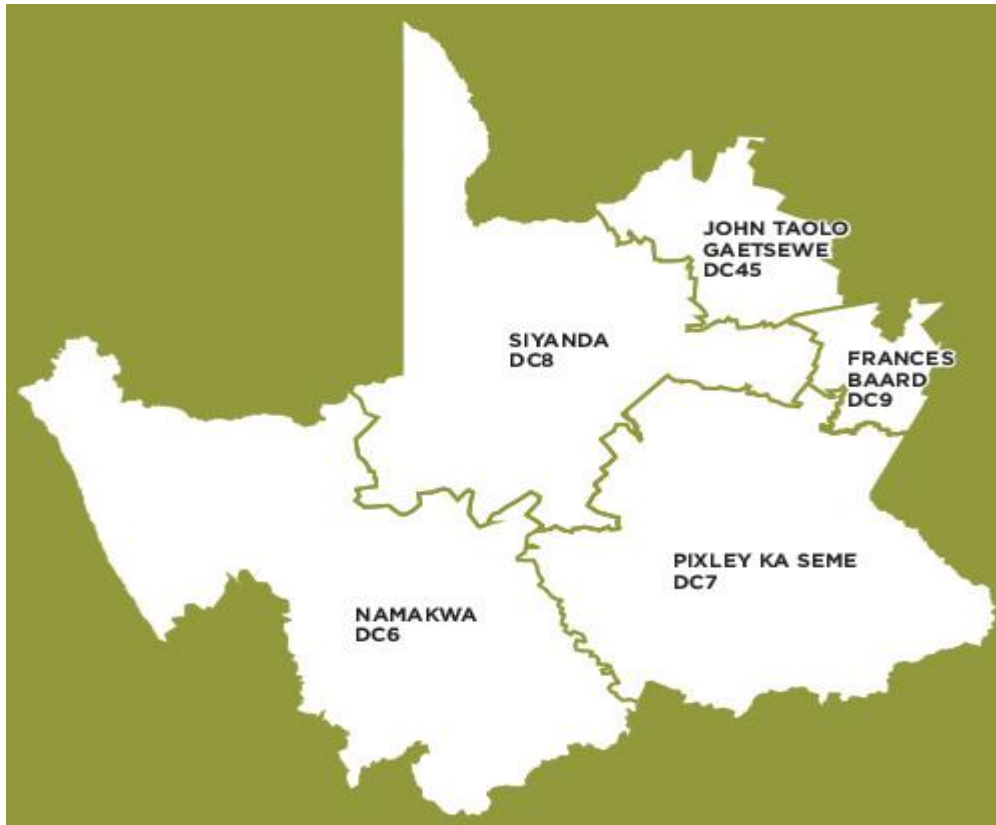 JOHN TAOLO
GAETSEWE
DC45
SIYANDA
DC8
FRANCES
BAARD
DC9
PIXLEY KA SEME
DC7
NAMAKWA
DC6